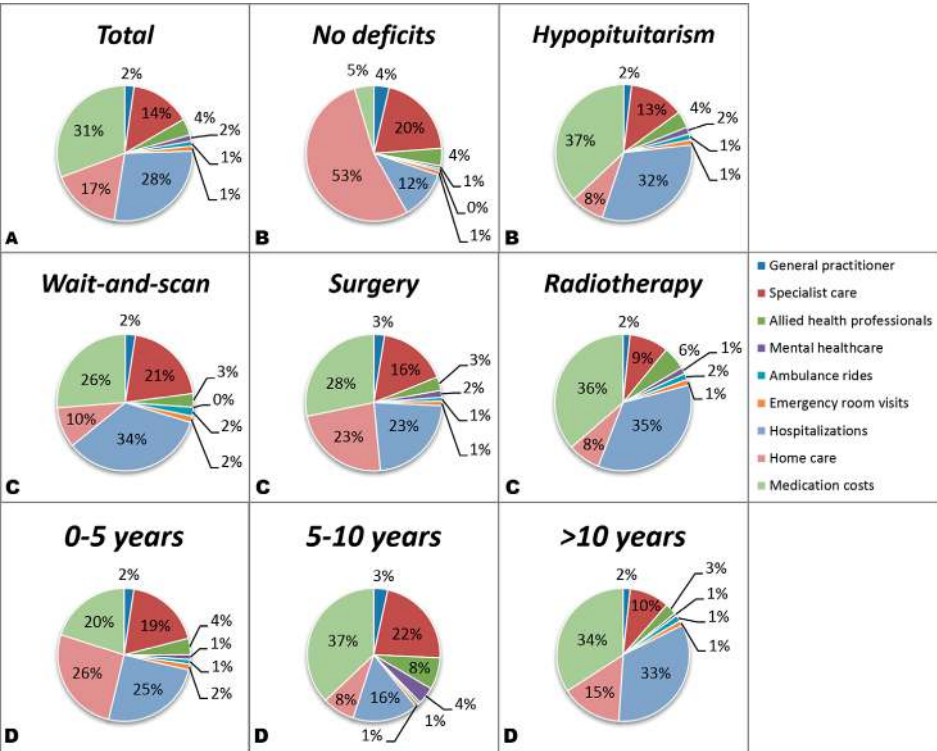 Total
2%
14%
4%
2%
1%
1%
28%
17%
31%
A
No deficits
5% 4%
20%
4%
1%
0%
1%
12%
53%
B
Hypopituitarism
2%
13%
4%
2%
1%
1%
32%
8%
37%
B
Wait-and-scan
2%
21%
3%
0%
2%
2%
34%
10%
26%
C
Surgery
3%
16%
3%
2%
1%
1%
23%
23%
28%
C
Radiotherapy
2%
9%
6%
1%
2%
1%
35%
8%
36%
C
General practitioner
Specialist care
Allied health professionals
Mental healthcare
Ambulance rides
Emergency room visits
Hospitalizations
Home care
Medication costs
0-5 years
2%
19%
4%
1%
1%
2%
25%
26%
20%
D
5-10 years
3%
22%
8%
4%
1%
1%
16%
8%
37%
D
>10 years
2%
10%
3%
1%
1%
1%
33%
15%
34%
D